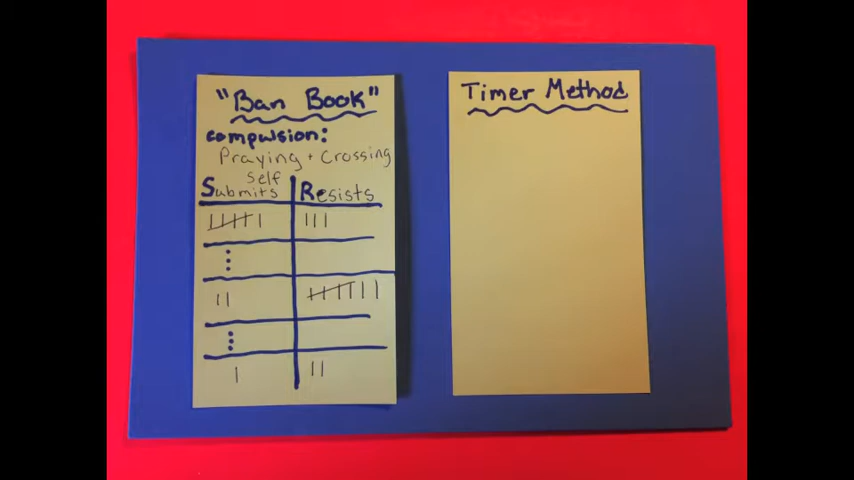 "Ban Book"
compulsion:
Praying + Crossing
self
Submits Resists
Timer Method